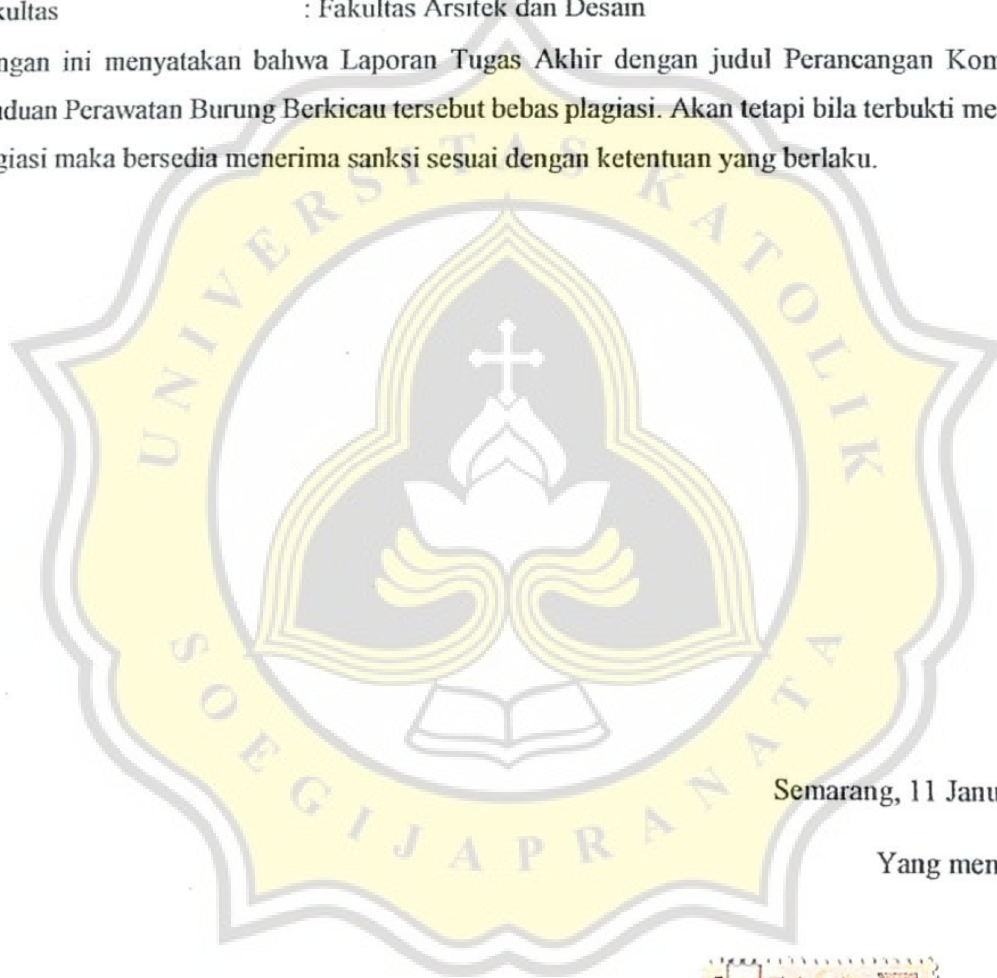 kultas : Fakultas Arsitek dan Desain
ngan ini menyatakan bahwa Laporan Tugas Akhir dengan judul Perancangan Kom
duan Perawatan Burung Berkicau tersebut bebas plagiasi. Akan tetapi bila terbukti me
giasi maka bersedia menerima sanksi sesuai dengan ketentuan yang berlaku.
UNIVERSITAS KATOLIK
SOEGIJAPRANATA
Semarang, 11 Janu
Yang men